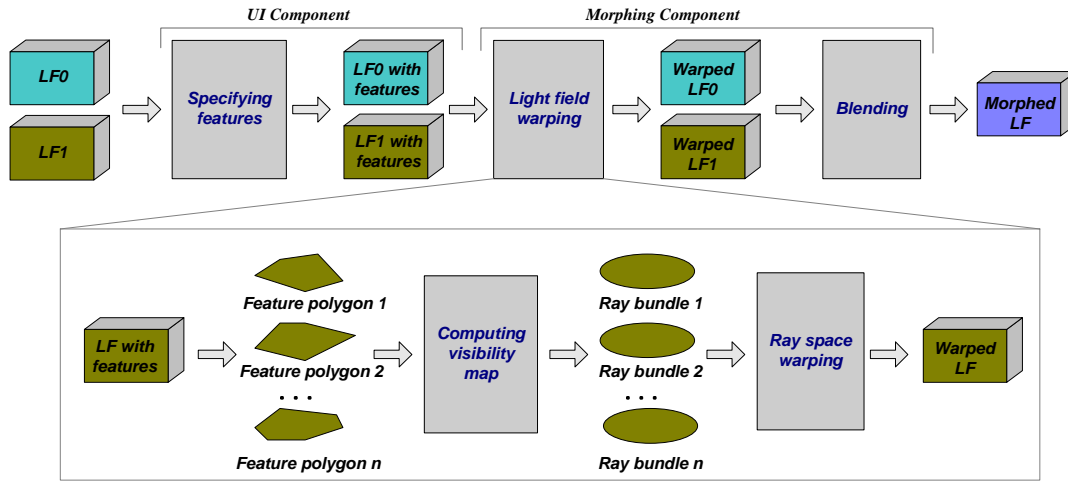 UI Component
Morphing Component
LF0
LF1
Specifying
features
LF0 with
features
LF1 with
features
Light field
warping
Warped
LF0
Warped
LF1
Blending
Morphed
LF
LF with
features
Feature polygon 1
Feature polygon 2
. . .
Feature polygon n
Computing
visibility
map
Ray bundle 1
Ray bundle 2
. . .
Ray bundle n
Ray space
warping
Warped
LF